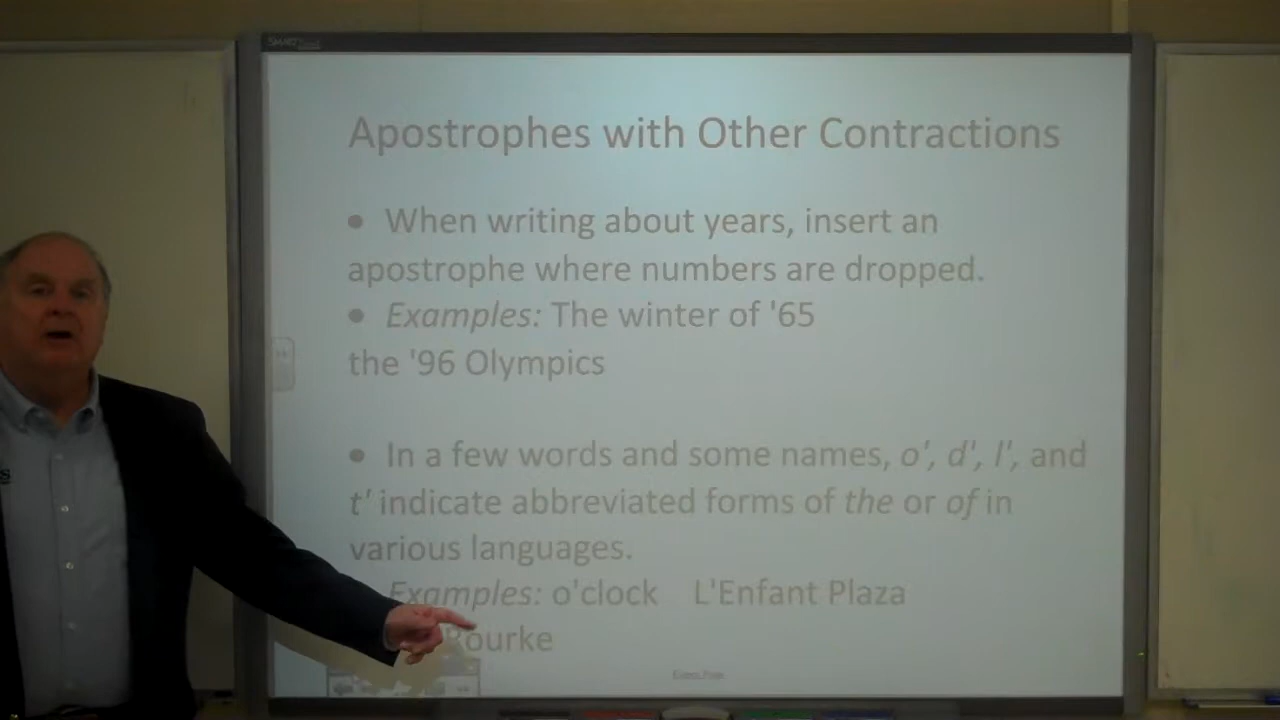 SMART
Apostrophes with Other Contractions
• When writing about years, insert an
apostrophe where numbers are dropped.
• Examples: The winter of '65
the '96 Olympics
• In a few words and some names, o', d', l', and
t' indicate abbreviated forms of the or of in
various languages.
Examples: o'clock L'Enfant Plaza
Rourke